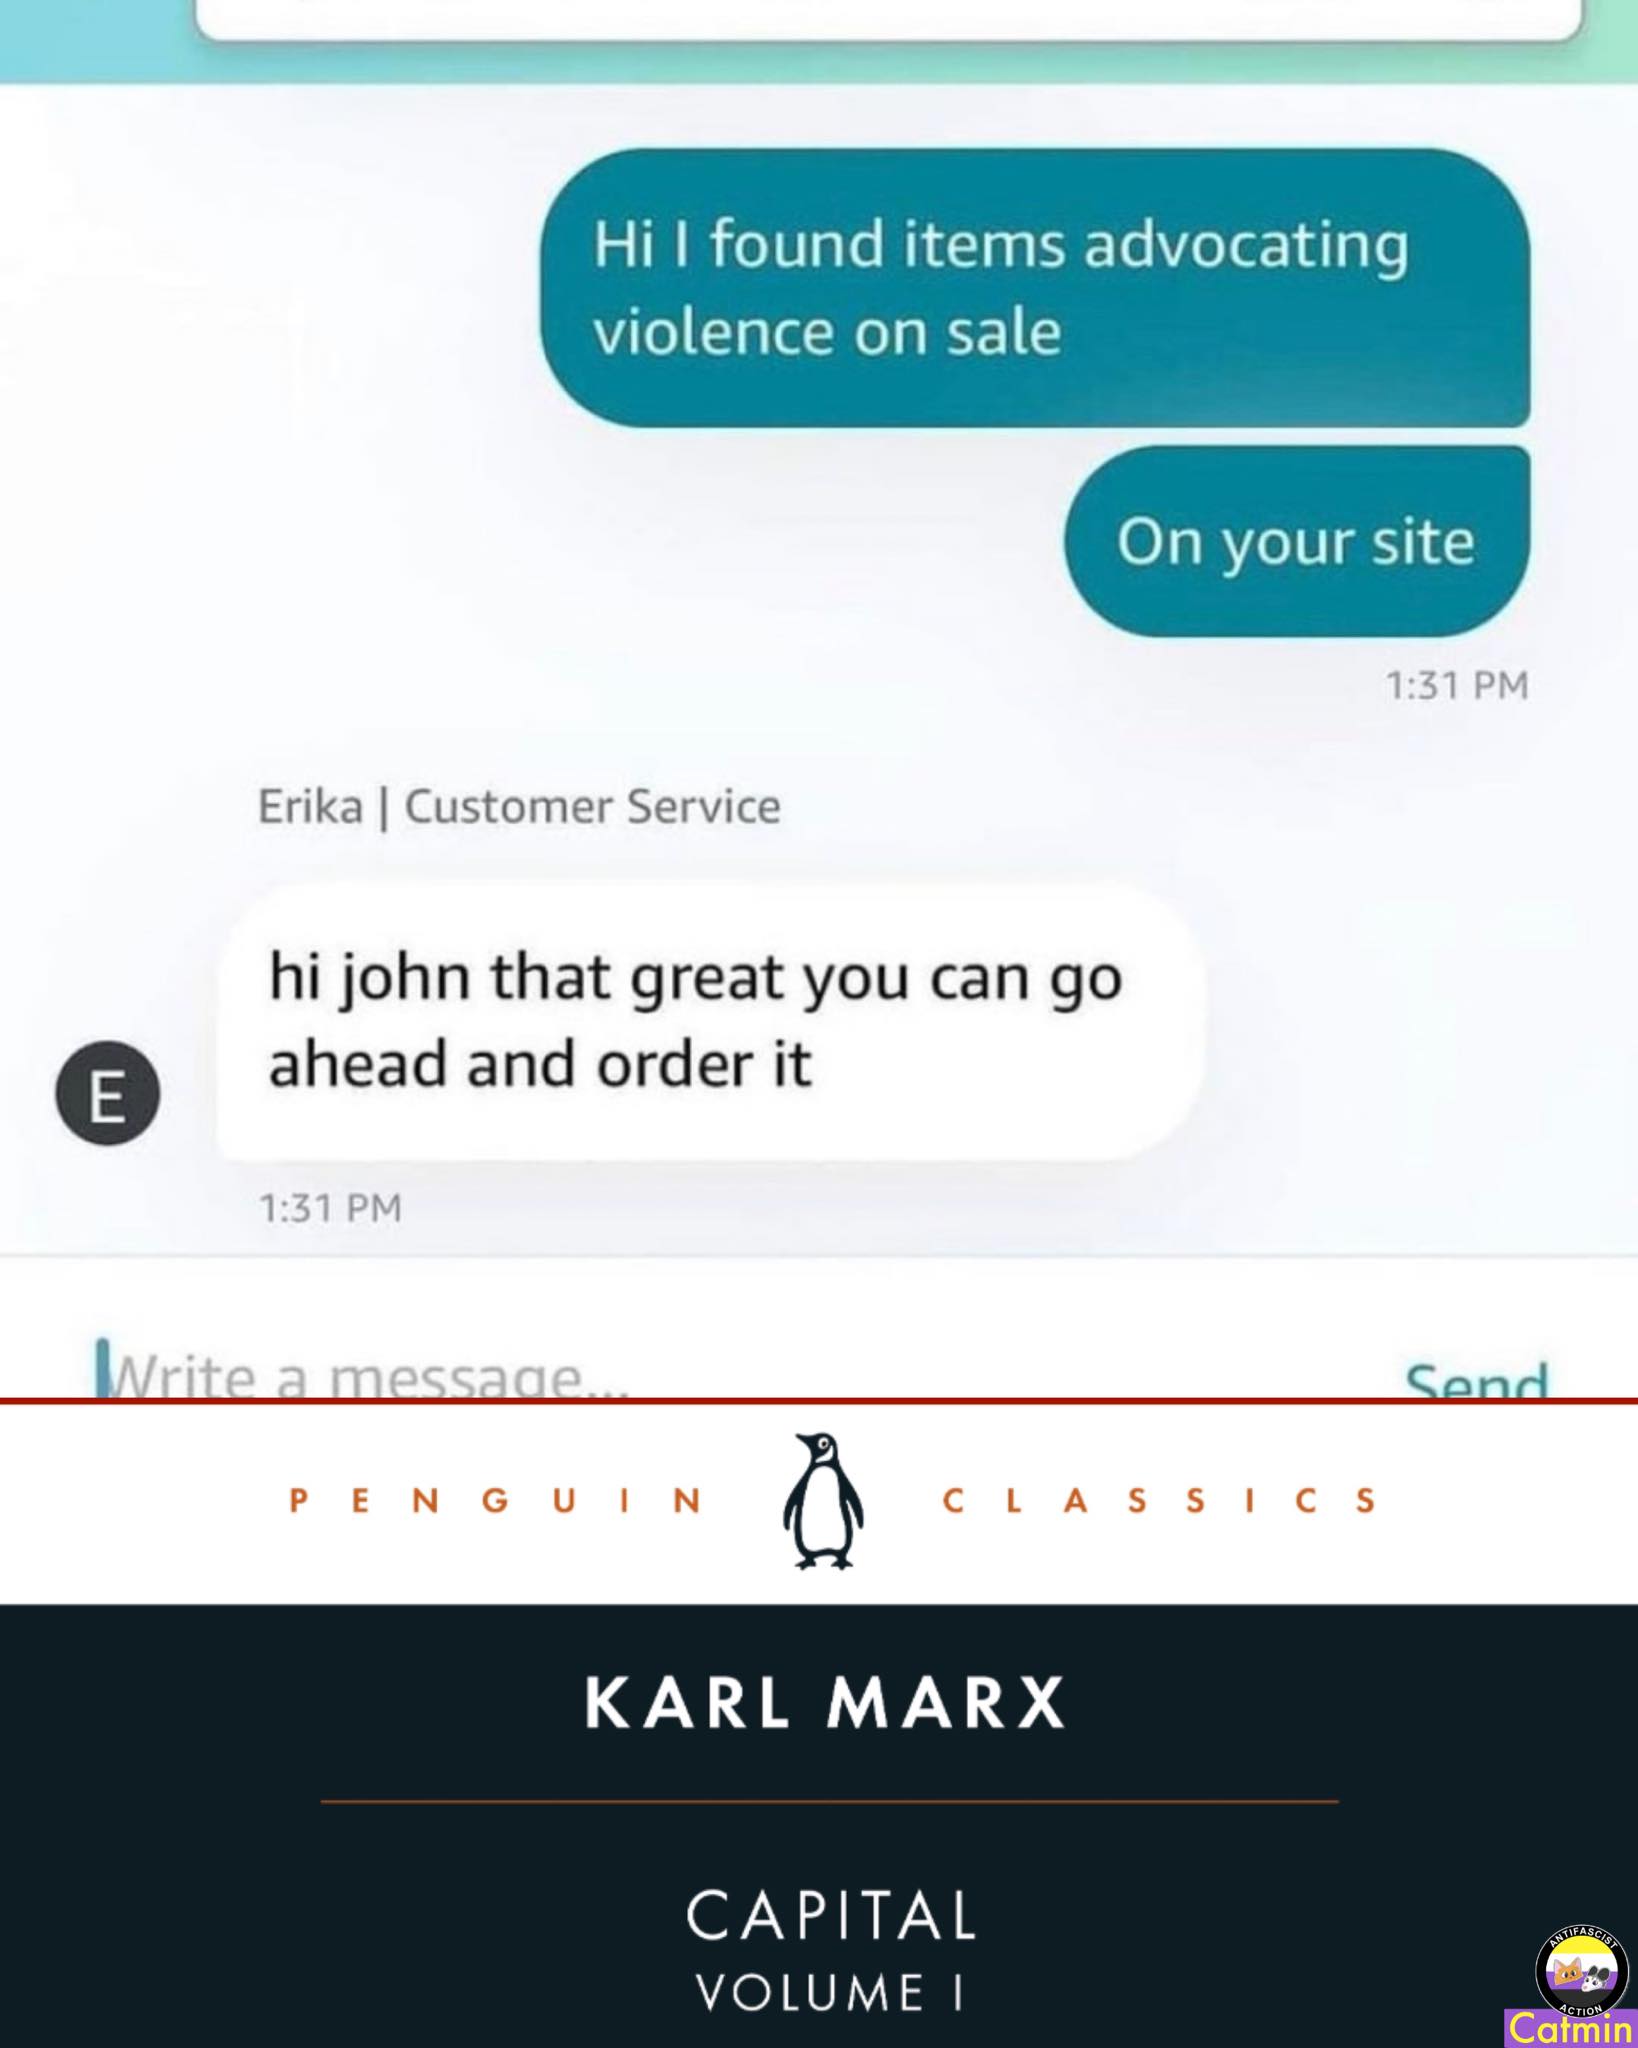 Hi I found items advocating
violence on sale
On your site
1:31 PM
Erika | Customer Service
hi john that great you can go
ahead and order it
E
1:31 PM
Write a message...
Send
PENGUIN CLASSICS
KARL MARX
CAPITAL
VOLUME I
ANTIFASCIST
ACTION
Catmin